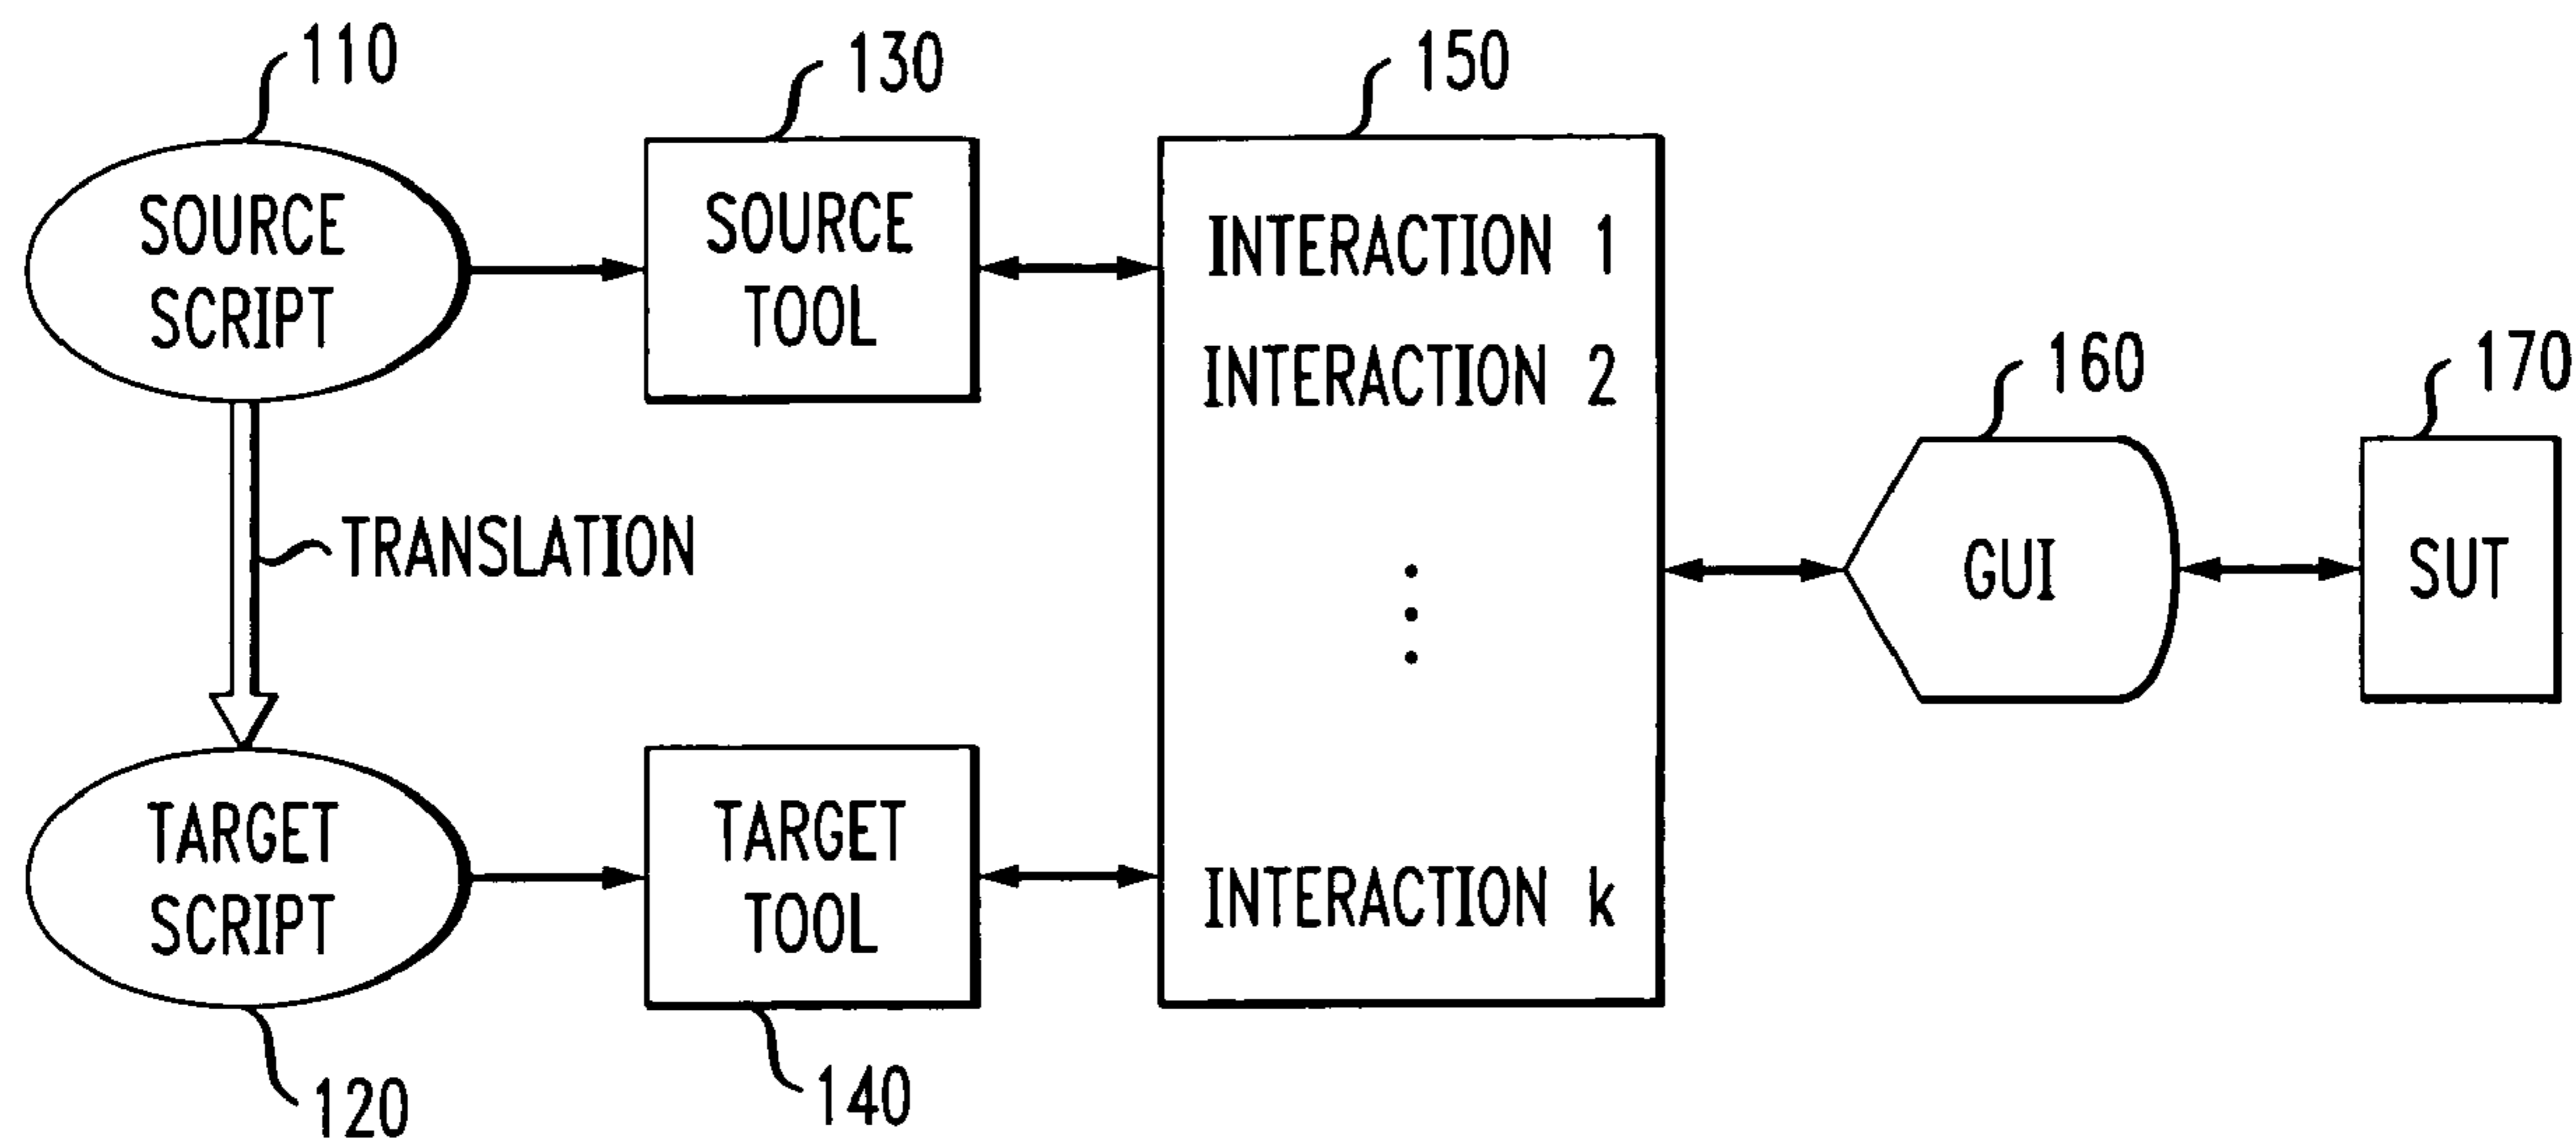 110
130
150
SOURCE
SCRIPT
SOURCE
TOOL
INTERACTION 1
INTERACTION 2
INTERACTION k
160
170
GUI
SUT
TRANSLATION
TARGET
SCRIPT
TARGET
TOOL
120
140